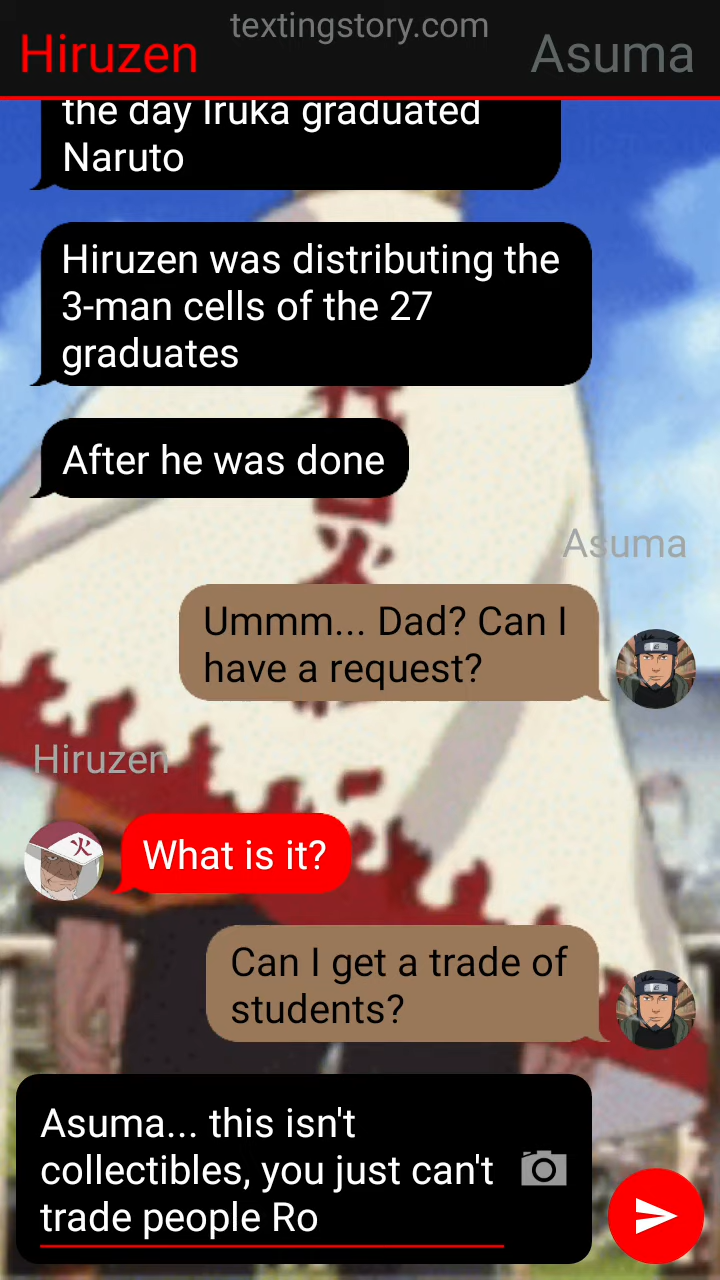 textingstory.com
Hiruzen
Asuma
the day Iruka graduated
Naruto
Hiruzen was distributing the
3-man cells of the 27
graduates
After he was done
Asuma
Ummm... Dad? Can I
have a request?
Hiruzen
火
What is it?
Can I get a trade of
students?
Asuma... this isn't
collectibles, you just can't
trade people Ro
火